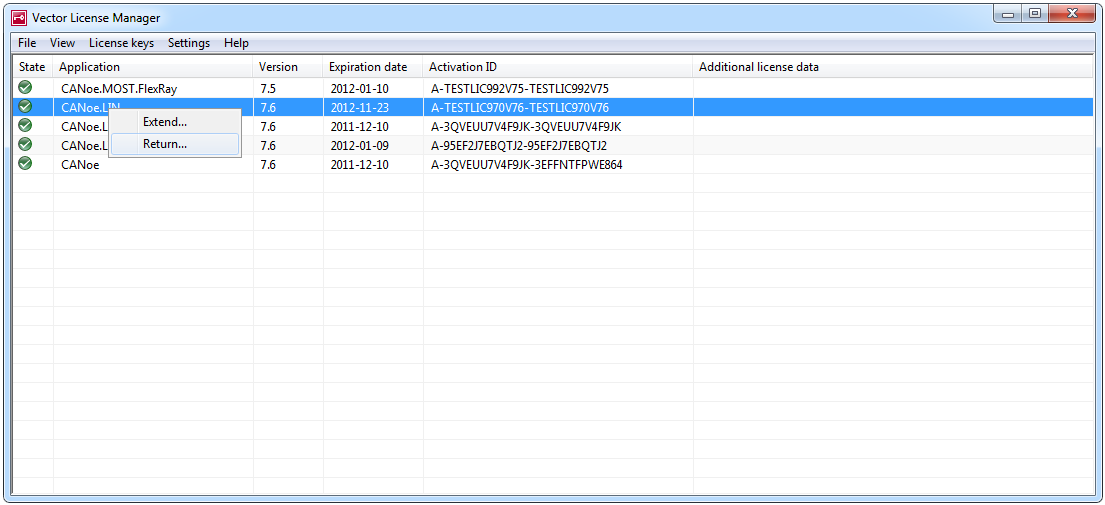 Vector License Manager
File View License keys Settings Help
State Application Version Expiration date Activation ID Additional license data
CANoe.MOST.FlexRay 7.5 2012-01-10 A-TESTLIC992V75-TESTLIC992V75
CANoe.LIN 7.6 2012-11-23 A-TESTLIC970V76-TESTLIC970V76
Extend...
CANoe.L 7.6 2011-12-10 A-3QVEUU7V4F9JK-3QVEUU7V4F9JK
Return...
CANoe.L 7.6 2012-01-09 A-95EF2J7EBQTJ2-95EF2J7EBQTJ2
CANoe 7.6 2011-12-10 A-3QVEUU7V4F9JK-3EFFNTFPWE864